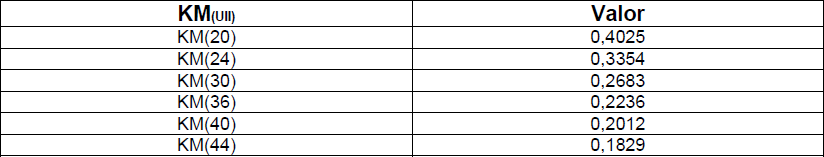 KM(UII) Valor
KM(20) 0,4025
KM(24) 0,3354
KM(30) 0,2683
KM(36) 0,2236
KM(40) 0,2012
KM(44) 0,1829